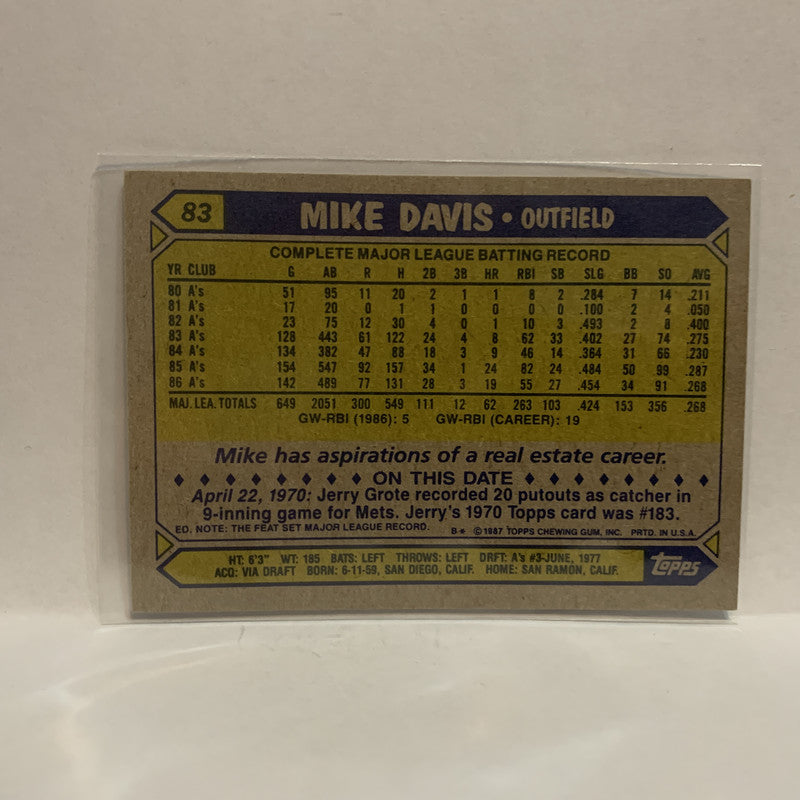 83 MIKE DAVIS • OUTFIELD
COMPLETE MAJOR LEAGUE BATTING RECORD
YR CLUB G AB R H 2B 3B HR RBI SB SLG BB SO AVG
80 A's 51 95 11 20 2 1 1 8 2 .284 7 14 .211
81 A's 17 20 0 1 1 0 0 0 0 .100 2 4 .050
82 A's 23 75 12 30 4 0 1 10 3 .493 2 8 .400
83 A's 128 443 61 122 24 4 8 62 33 .402 27 74 .275
84 A's 134 382 47 88 18 3 9 46 14 .364 31 66 .230
85 A's 154 547 92 157 34 1 24 82 24 .484 50 99 .287
86 A's 142 489 77 131 28 3 19 55 27 .454 34 91 .268
MAJ. LEA. TOTALS 649 2051 300 549 111 12 62 263 103 .424 153 356 .268
GW-RBI (1986): 5 GW-RBI (CAREER): 19
Mike has aspirations of a real estate career.
ON THIS DATE
April 22, 1970: Jerry Grote recorded 20 putouts as catcher in
9-inning game for Mets. Jerry's 1970 Topps card was #183.
ED. NOTE: THE FEAT SET MAJOR LEAGUE RECORD. B* © 1987 TOPPS CHEWING GUM, INC. PRTD. IN U.S.A.
HT: 6'3" WT: 185 BATS: LEFT THROWS: LEFT DRFT: A's #3-JUNE, 1977
ACQ: VIA DRAFT BORN: 6-11-59, SAN DIEGO, CALIF. HOME: SAN RAMON, CALIF.
Topps